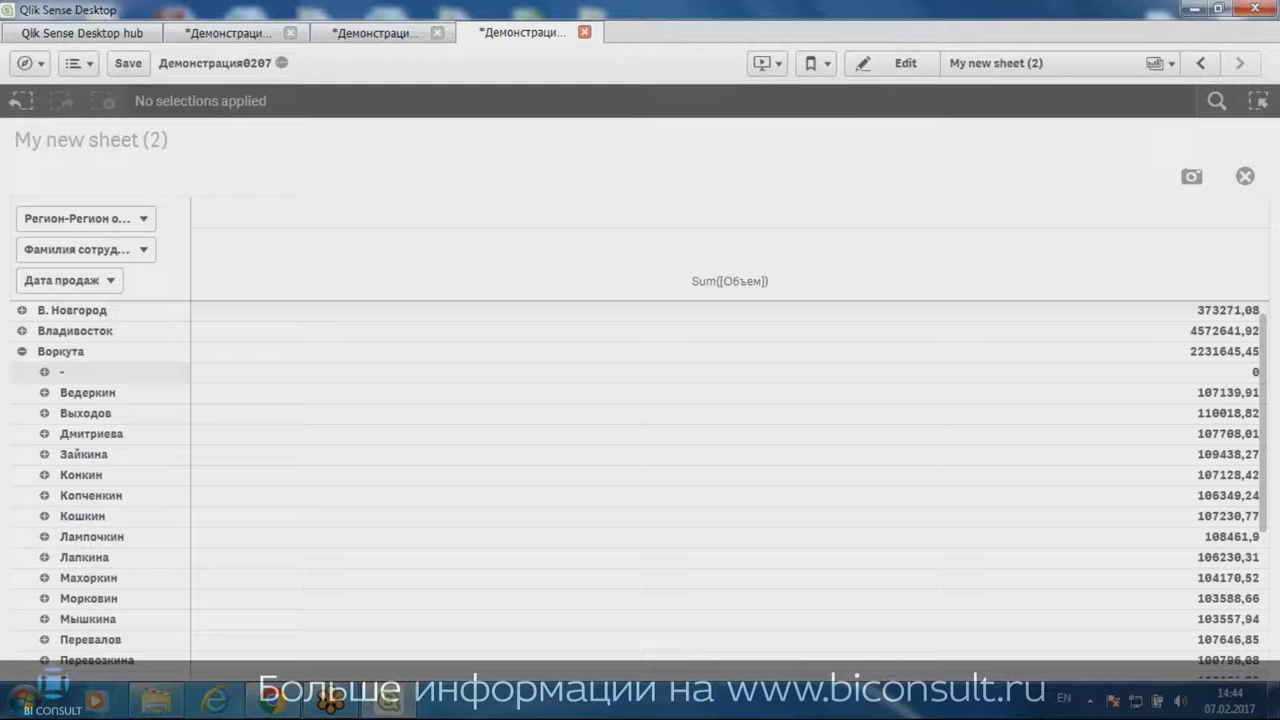 Qlik Sense Desktop
Qlik Sense Desktop hub
*Демонстраци...
*Демонстраци...
*Демонстраци...
Save
Демонстрация0207
Edit
My new sheet (2)
No selections applied
My new sheet (2)
Регион-Регион о...
Фамилия сотруд...
Дата продаж
Sum([Объем])
В. Новгород 373271,08
Владивосток 4572641,92
Воркута 2231645,45
- 0
Ведеркин 107139,91
Выходов 110018,82
Дмитриева 107708,01
Зайкина 109438,27
Конкин 107128,42
Копченкин 106349,24
Кошкин 107230,77
Лампочкин 108461,9
Лапкина 106230,31
Махоркин 104170,52
Морковин 103588,66
Мышкина 103557,94
Перевалов 107646,85
Перевозкина 100796,08
BI CONSULT
Больше информации на www.biconsult.ru
EN
14:44
07.02.2017